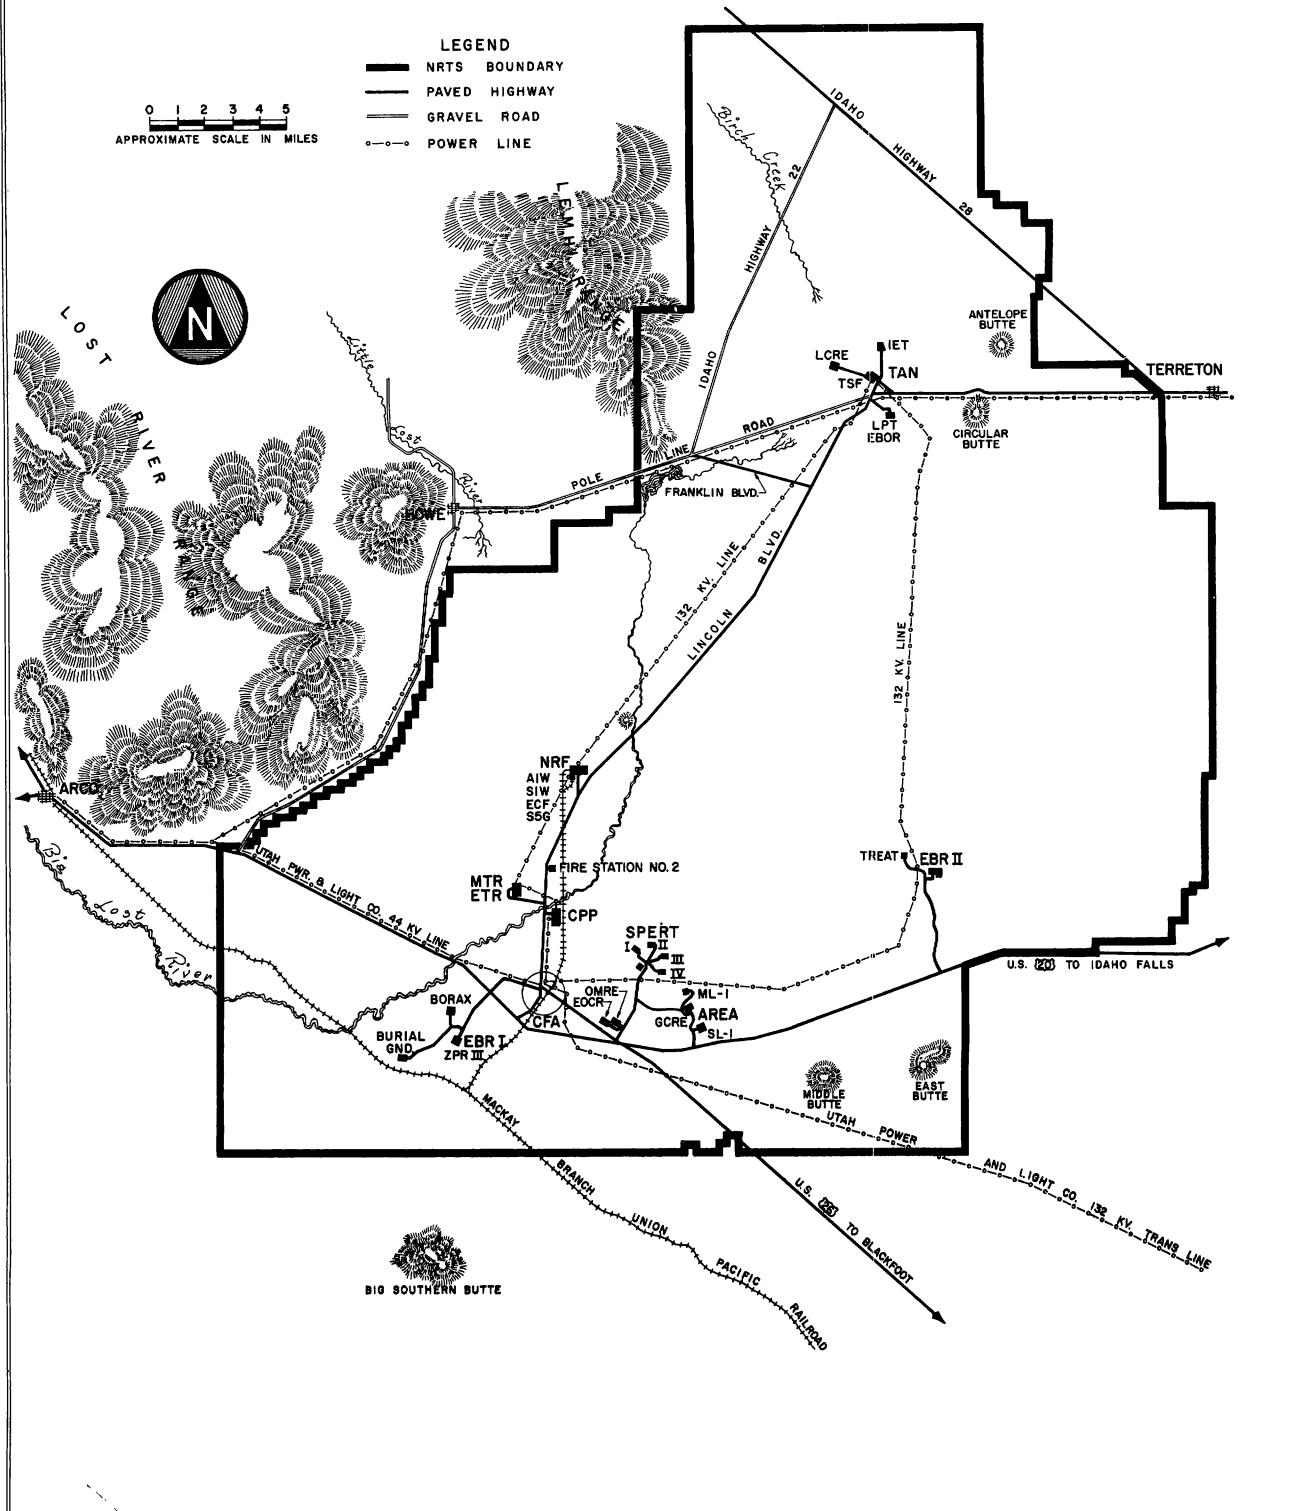 LEGEND
NRTS BOUNDARY
PAVED HIGHWAY
GRAVEL ROAD
POWER LINE
0 1 2 3 4 5
APPROXIMATE SCALE IN MILES
N
IDAHO HIGHWAY 28
Birch Creek
IDAHO HIGHWAY 22
LEMHI RANGE
LOST RIVER RANGE
Little Lost River
ANTELOPE
BUTTE
IET
LCRE
TAN
TSF
TERRETON
LPT
EBOR
CIRCULAR
BUTTE
POLE LINE ROAD
FRANKLIN BLVD.
HOWE
132 KV. LINE
LINCOLN BLVD.
132 KV. LINE
NRF
A1W
S1W
ECF
S5G
ARCO
UTAH PWR. & LIGHT CO. 44 KV LINE
FIRE STATION NO. 2
TREAT
EBR II
MTR
ETR
CPP
Big Lost River
SPERT
I
II
III
IV
U.S. 20 TO IDAHO FALLS
BORAX
OMRE
EOCR
ML-1
GCRE
AREA
SL-1
CFA
BURIAL
GND
EBR I
ZPR III
MIDDLE
BUTTE
EAST
BUTTE
UTAH POWER AND LIGHT CO. 132 KV. TRANS LINE
MACKAY BRANCH UNION PACIFIC RAILROAD
U.S. 26 TO BLACKFOOT
BIG SOUTHERN BUTTE